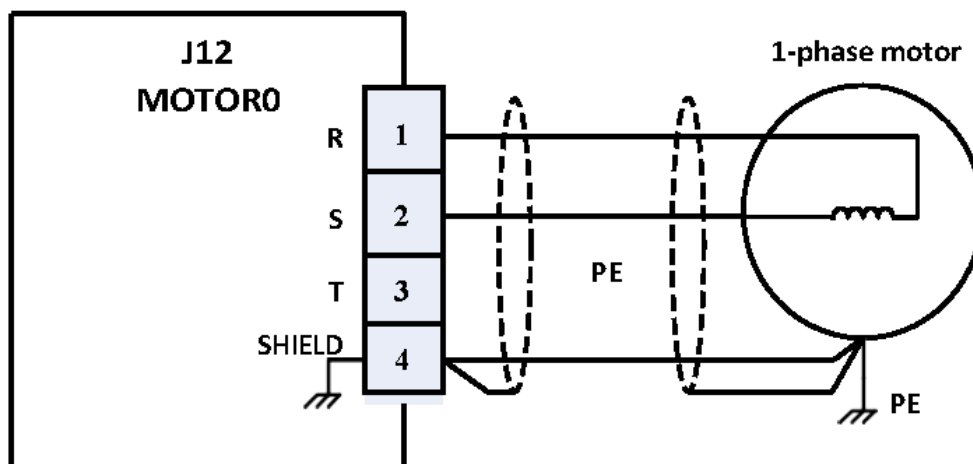 J12
MOTOR0
1-phase motor
R 1
S 2
PE
T 3
SHIELD 4
PE